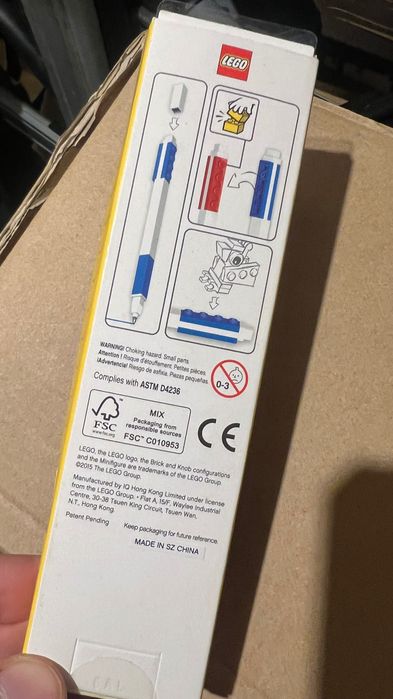 LEGO
WARNING! Choking hazard. Small parts.
Attention ! Risque d'étouffement. Petites pièces.
¡Advertencia! Riesgo de asfixia. Piezas pequeñas.
0-3
Complies with ASTM D4236
FSC™
www.fsc.org
MIX
Packaging from
responsible sources
FSC™ C010953
CE
LEGO, the LEGO logo, the Brick and Knob configurations
and the Minifigure are trademarks of the LEGO Group.
©2015 The LEGO Group.
Manufactured by IQ Hong Kong Limited under license
from the LEGO Group. • Flat A, 15/F, Waylee Industrial
Centre, 30-38 Tsuen King Circuit, Tsuen Wan,
N.T., Hong Kong.
Patent Pending
Keep packaging for future reference.
MADE IN SZ CHINA